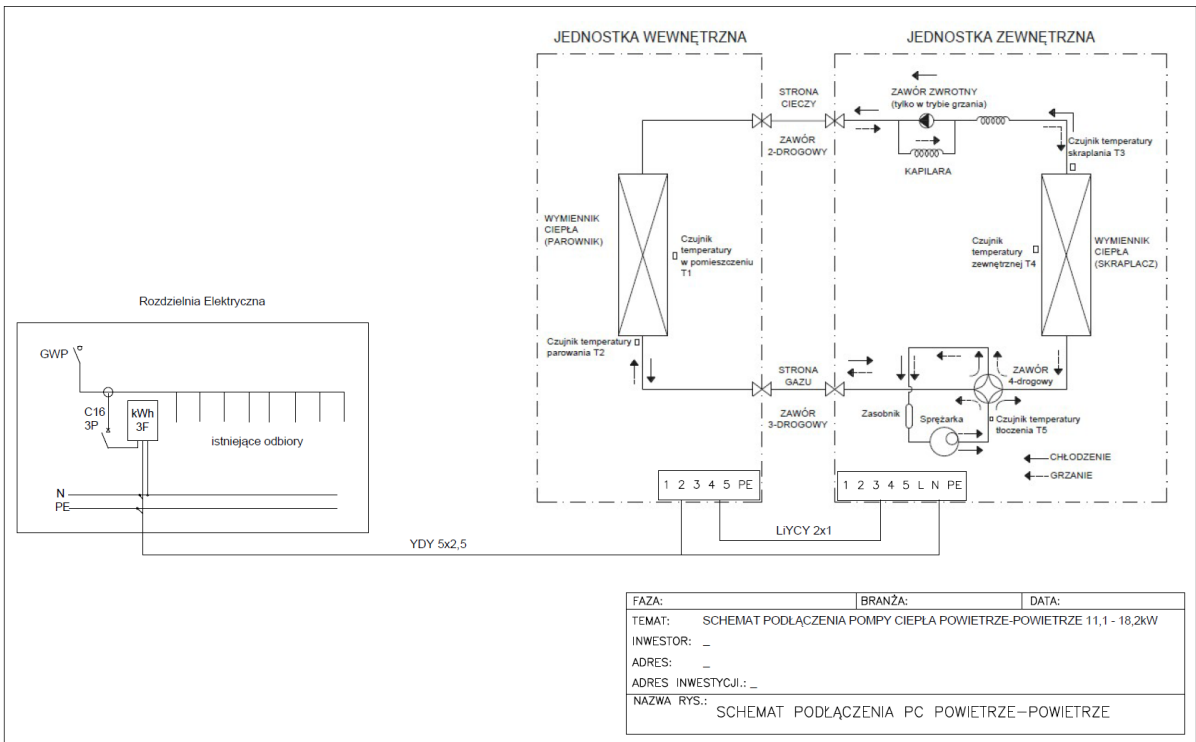 JEDNOSTKA WEWNĘTRZNA
JEDNOSTKA ZEWNĘTRZNA
STRONA
CIECZY
ZAWÓR
2-DROGOWY
ZAWÓR ZWROTNY
(tylko w trybie grzania)
KAPILARA
Czujnik temperatury
skraplania T3
WYMIENNIK
CIEPŁA
(PAROWNIK)
Czujnik
temperatury
w pomieszczeniu
T1
Czujnik
temperatury
zewnętrznej T4
WYMIENNIK
CIEPŁA
(SKRAPLACZ)
Czujnik temperatury
parowania T2
STRONA
GAZU
ZAWÓR
3-DROGOWY
ZAWÓR
4-drogowy
Zasobnik
Sprężarka
Czujnik temperatury
tłoczenia T5
CHŁODZENIE
GRZANIE
1 2 3 4 5 PE
1 2 3 4 5 L N PE
LiYCY 2x1
YDY 5x2,5
Rozdzielnia Elektryczna
GWP
C16
3P
kWh
3F
istniejące odbiory
N
PE
FAZA: BRANŻA: DATA:
TEMAT: SCHEMAT PODŁĄCZENIA POMPY CIEPŁA POWIETRZE-POWIETRZE 11,1 - 18,2kW
INWESTOR: _
ADRES: _
ADRES INWESTYCJI.: _
NAZWA RYS.:
SCHEMAT PODŁĄCZENIA PC POWIETRZE-POWIETRZE